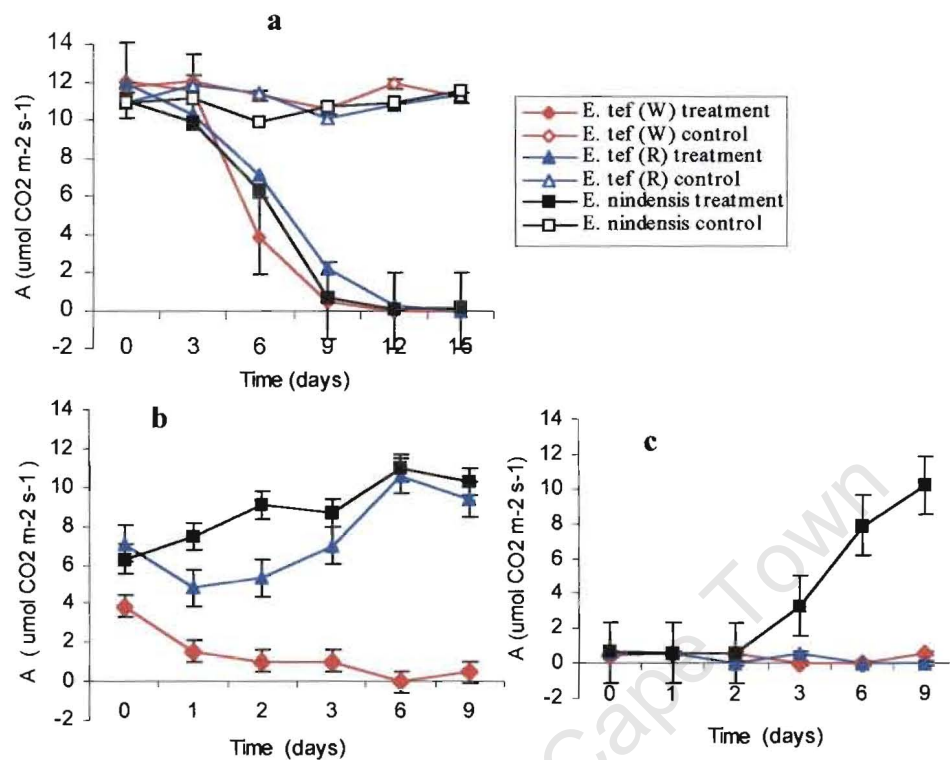 a
14
12
10
8
6
4
2
0
-2
A (umol CO2 m-2 s-1)
0 3 6 9 12 15
Time (days)
E. tef (W) treatment
E. tef (W) control
E. tef (R) treatment
E. tef (R) control
E. nindensis treatment
E. nindensis control
b
14
12
10
8
6
4
2
0
-2
A ( umol CO2 m-2 s-1)
0 1 2 3 6 9
Time (days)
c
14
12
10
8
6
4
2
0
-2
A ( umol CO2 m-2 s-1)
0 1 2 3 6 9
Time (days)
Cape Town